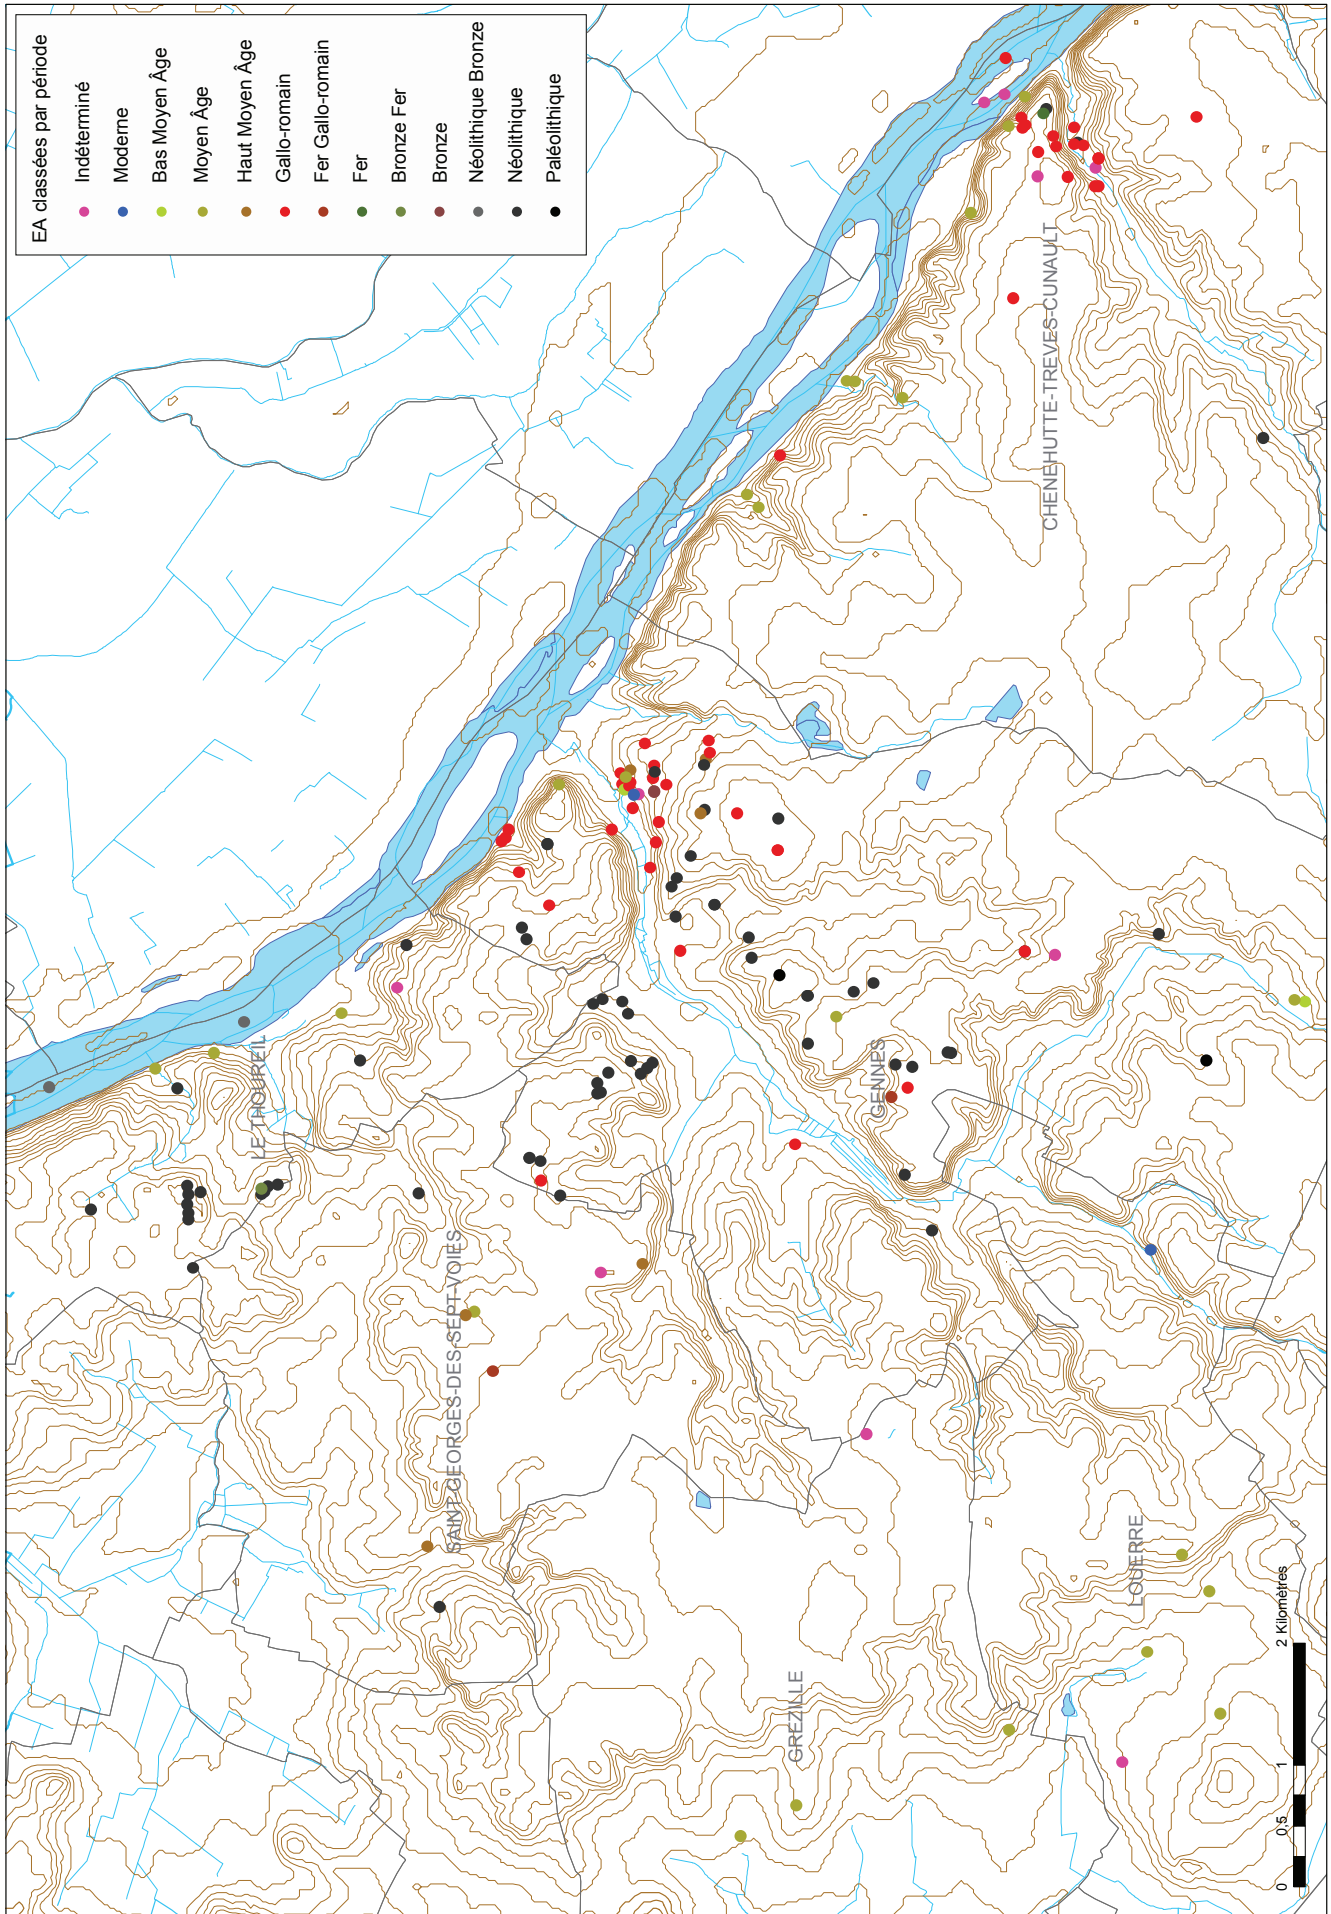 EA classées par période
Indéterminé
Moderne
Bas Moyen Âge
Moyen Âge
Haut Moyen Âge
Gallo-romain
Fer Gallo-romain
Fer
Bronze Fer
Bronze
Néolithique Bronze
Néolithique
Paléolithique
LE THOUREIL
SAINT-GEORGES-DES-SEPT-VOIES
GREZILLE
GENNES
LOUERRE
CHENEHUTTE-TREVES-CUNAULT
0 0,5 1 2 Kilomètres